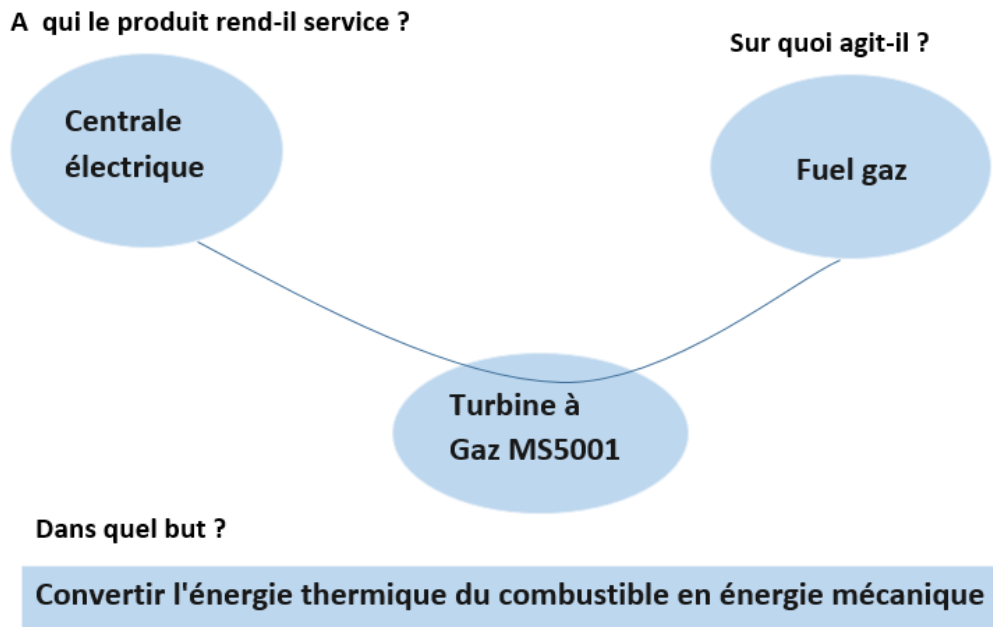 A qui le produit rend-il service ?
Sur quoi agit-il ?
Centrale
électrique
Fuel gaz
Turbine à
Gaz MS5001
Dans quel but ?
Convertir l'énergie thermique du combustible en énergie mécanique